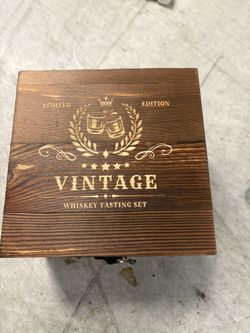 LIMITED EDITION
VINTAGE
WHISKEY TASTING SET